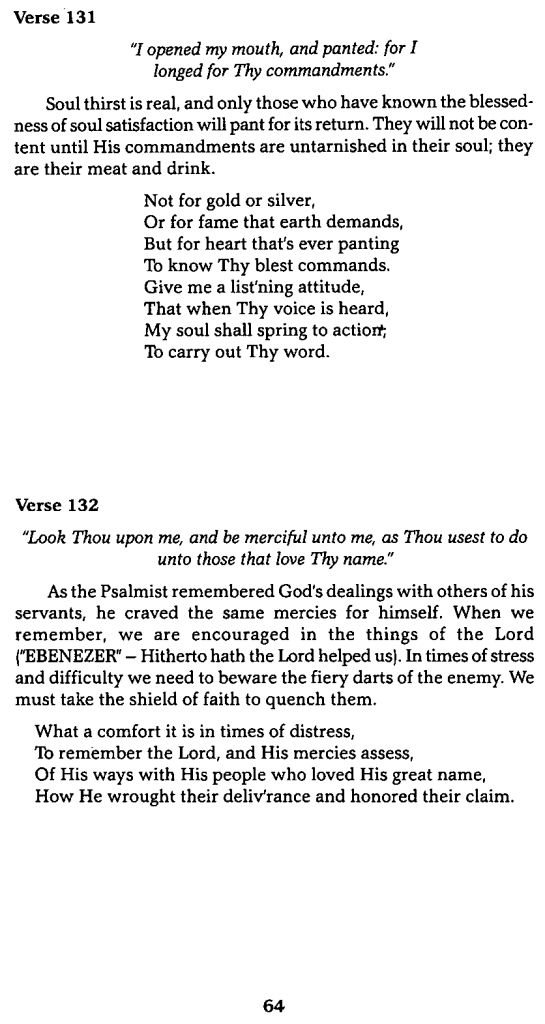 Verse 131
"I opened my mouth, and panted: for I
longed for Thy commandments."
Soul thirst is real, and only those who have known the blessed-
ness of soul satisfaction will pant for its return. They will not be con-
tent until His commandments are untarnished in their soul; they
are their meat and drink.
Not for gold or silver,
Or for fame that earth demands,
But for heart that's ever panting
To know Thy blest commands.
Give me a list'ning attitude,
That when Thy voice is heard,
My soul shall spring to action;
To carry out Thy word.
Verse 132
"Look Thou upon me, and be merciful unto me, as Thou usest to do
unto those that love Thy name."
As the Psalmist remembered God's dealings with others of his
servants, he craved the same mercies for himself. When we
remember, we are encouraged in the things of the Lord
("EBENEZER" – Hitherto hath the Lord helped us). In times of stress
and difficulty we need to beware the fiery darts of the enemy. We
must take the shield of faith to quench them.
What a comfort it is in times of distress,
To remember the Lord, and His mercies assess,
Of His ways with His people who loved His great name,
How He wrought their deliv'rance and honored their claim.
64